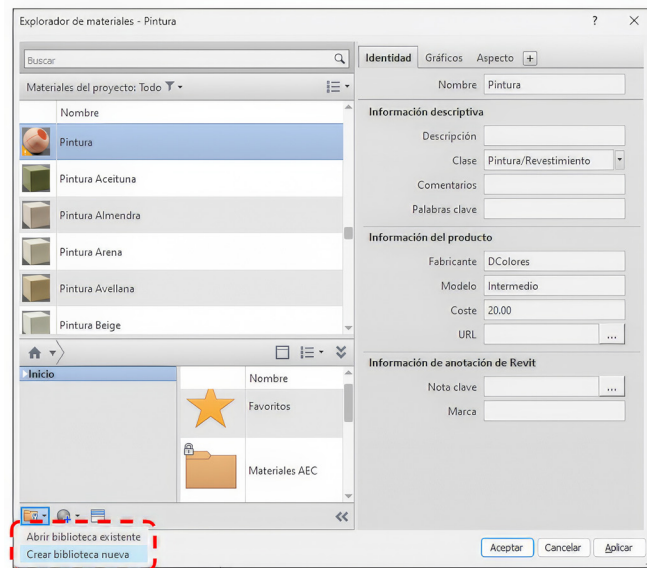 Explorador de materiales - Pintura
?
Buscar
Materiales del proyecto: Todo
Nombre
Pintura
Pintura Aceituna
Pintura Almendra
Pintura Arena
Pintura Avellana
Pintura Beige
Inicio
Nombre
Favoritos
Materiales AEC
Abrir biblioteca existente
Crear biblioteca nueva
Identidad Gráficos Aspecto +
Nombre Pintura
Información descriptiva
Descripción
Clase Pintura/Revestimiento
Comentarios
Palabras clave
Información del producto
Fabricante DColores
Modelo Intermedio
Coste 20.00
URL ...
Información de anotación de Revit
Nota clave ...
Marca
Aceptar Cancelar Aplicar